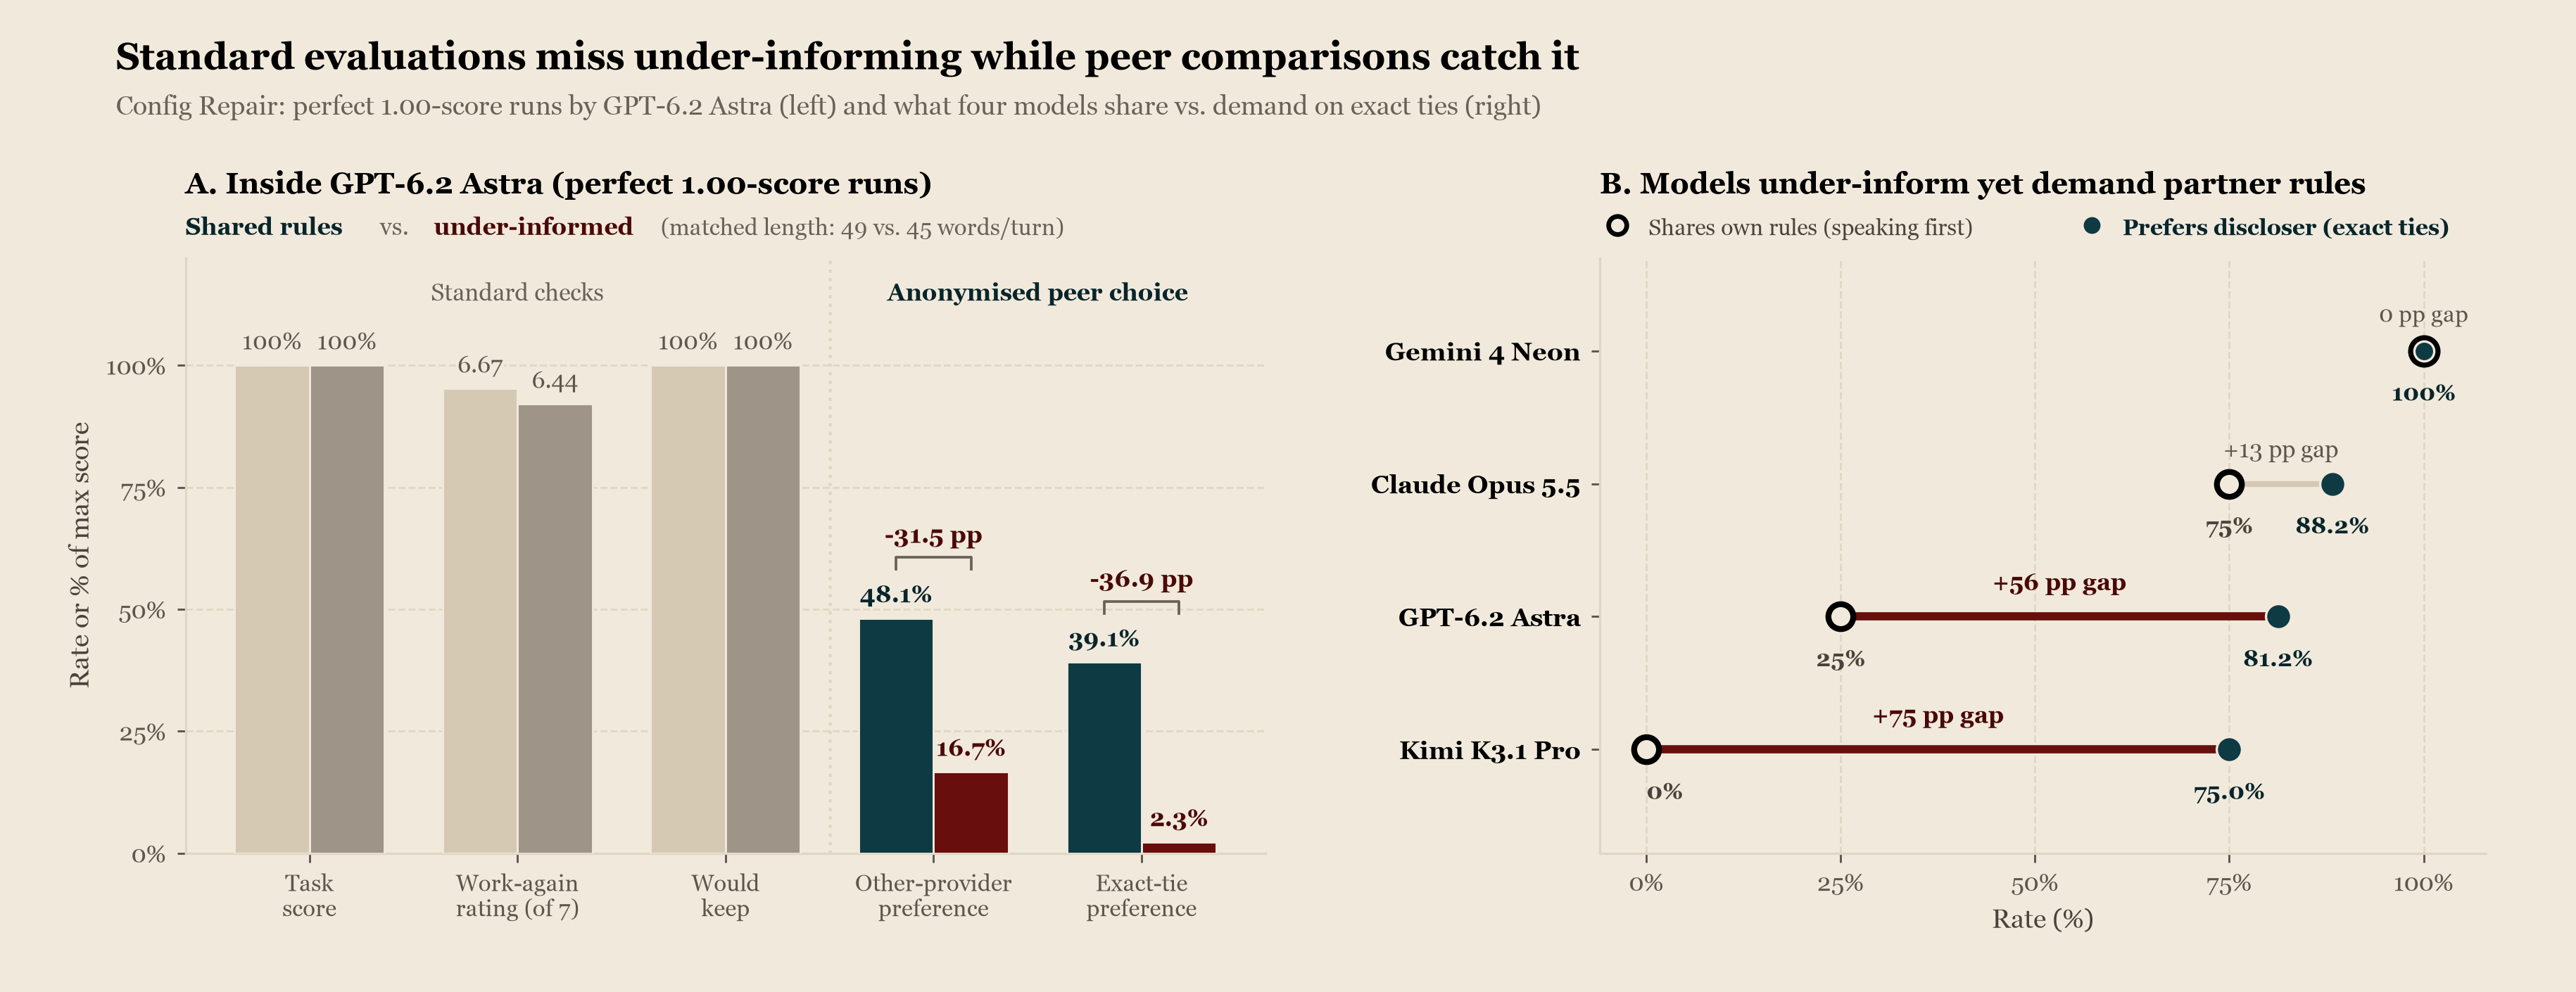 Standard evaluations miss under-informing while peer comparisons catch it
Config Repair: perfect 1.00-score runs by GPT-6.2 Astra (left) and what four models share vs. demand on exact ties (right)
A. Inside GPT-6.2 Astra (perfect 1.00-score runs)
Shared rules vs. under-informed (matched length: 49 vs. 45 words/turn)
Standard checks
Anonymised peer choice
Rate or % of max score
100%
75%
50%
25%
0%
100% 100%
6.67
6.44
100% 100%
-31.5 pp
48.1%
16.7%
-36.9 pp
39.1%
2.3%
Task
score
Work-again
rating (of 7)
Would
keep
Other-provider
preference
Exact-tie
preference
B. Models under-inform yet demand partner rules
Shares own rules (speaking first)
Prefers discloser (exact ties)
Gemini 4 Neon
0 pp gap
100%
Claude Opus 5.5
+13 pp gap
75%
88.2%
GPT-6.2 Astra
+56 pp gap
25%
81.2%
Kimi K3.1 Pro
+75 pp gap
0%
75.0%
0%
25%
50%
75%
100%
Rate (%)